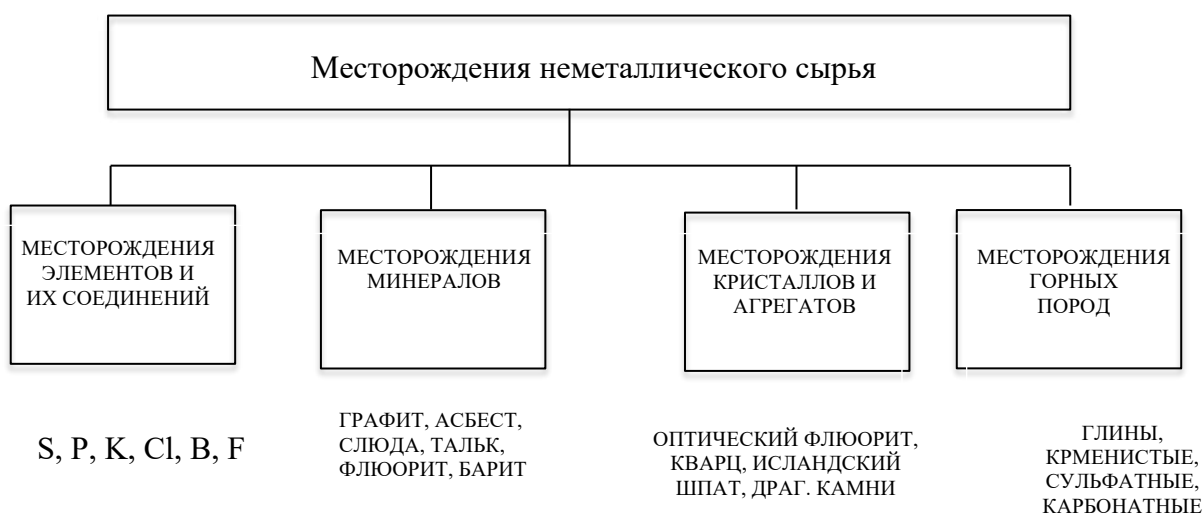 Месторождения неметаллического сырья
МЕСТОРОЖДЕНИЯ
ЭЛЕМЕНТОВ И
ИХ СОЕДИНЕНИЙ
МЕСТОРОЖДЕНИЯ
МИНЕРАЛОВ
МЕСТОРОЖДЕНИЯ
КРИСТАЛЛОВ И
АГРЕГАТОВ
МЕСТОРОЖДЕНИЯ
ГОРНЫХ
ПОРОД
S, P, K, Cl, B, F
ГРАФИТ, АСБЕСТ,
СЛЮДА, ТАЛЬК,
ФЛЮОРИТ, БАРИТ
ОПТИЧЕСКИЙ ФЛЮОРИТ,
КВАРЦ, ИСЛАНДСКИЙ
ШПАТ, ДРАГ. КАМНИ
ГЛИНЫ,
КРМЕНИСТЫЕ,
СУЛЬФАТНЫЕ,
КАРБОНАТНЫЕ